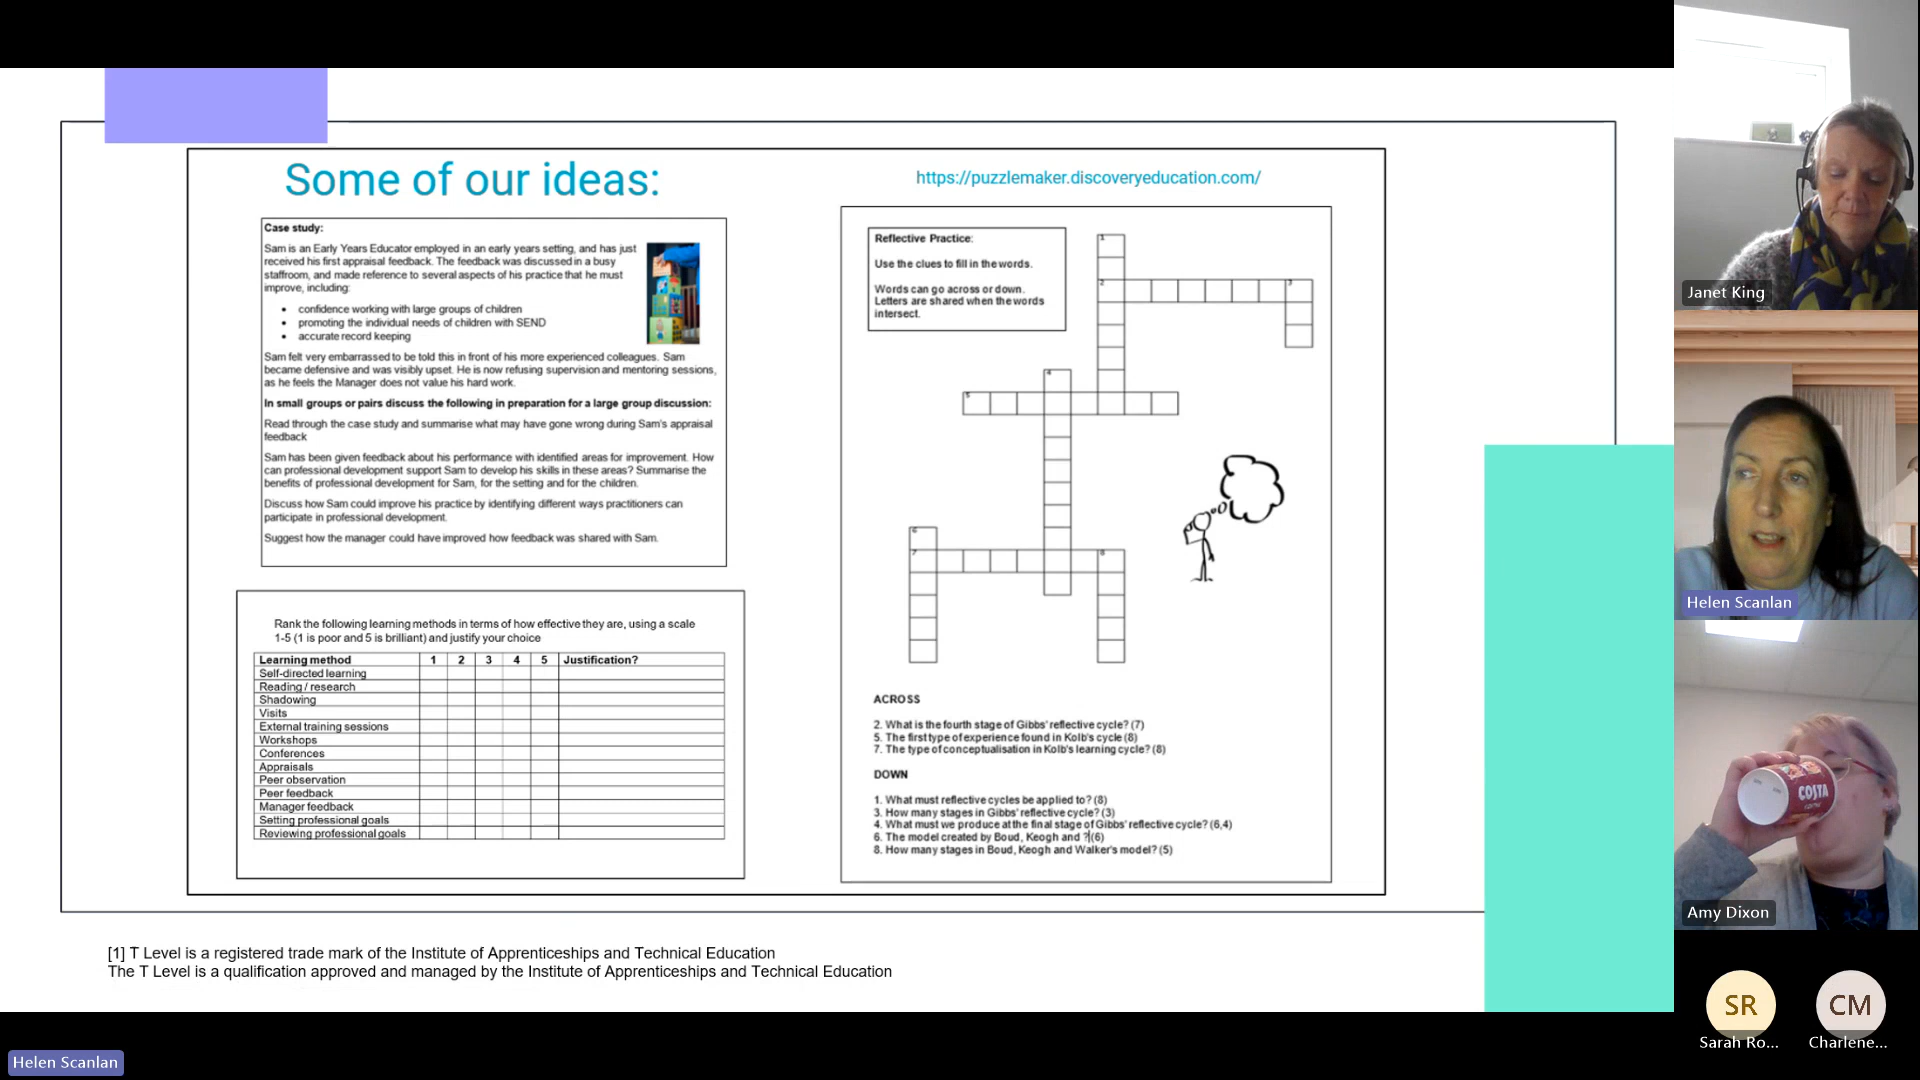 Some of our ideas:
Case study:
Sam is an Early Years Educator employed in an early years setting, and has just
received his first appraisal feedback. The feedback was discussed in a busy
staffroom, and made reference to several aspects of his practice that he must
improve, including:
• confidence working with large groups of children
• promoting the individual needs of children with SEND
• accurate record keeping
Sam felt very embarrassed to be told this in front of his more experienced colleagues. Sam
became defensive and was visibly upset. He is now refusing supervision and mentoring sessions,
as he feels the Manager does not value his hard work.
In small groups or pairs discuss the following in preparation for a large group discussion:
Read through the case study and summarise what may have gone wrong during Sam's appraisal
feedback
Sam has been given feedback about his performance with identified areas for improvement. How
can professional development support Sam to develop his skills in these areas? Summarise the
benefits of professional development for Sam, for the setting and for the children.
Discuss how Sam could improve his practice by identifying different ways practitioners can
participate in professional development.
Suggest how the manager could have improved how feedback was shared with Sam.
Rank the following learning methods in terms of how effective they are, using a scale
1-5 (1 is poor and 5 is brilliant) and justify your choice
Learning method 1 2 3 4 5 Justification?
Self-directed learning
Reading / research
Shadowing
Visits
External training sessions
Workshops
Conferences
Appraisals
Peer observation
Peer feedback
Manager feedback
Setting professional goals
Reviewing professional goals
https://puzzlemaker.discoveryeducation.com/
Reflective Practice:
Use the clues to fill in the words.
Words can go across or down.
Letters are shared when the words
intersect.
1
2
3
4
5
6
7
8
ACROSS
2. What is the fourth stage of Gibbs' reflective cycle? (7)
5. The first type of experience found in Kolb's cycle (8)
7. The type of conceptualisation in Kolb's learning cycle? (8)
DOWN
1. What must reflective cycles be applied to? (8)
3. How many stages in Gibbs' reflective cycle? (3)
4. What must we produce at the final stage of Gibbs' reflective cycle? (6,4)
6. The model created by Boud, Keogh and ?(6)
8. How many stages in Boud, Keogh and Walker's model? (5)
[1] T Level is a registered trade mark of the Institute of Apprenticeships and Technical Education
The T Level is a qualification approved and managed by the Institute of Apprenticeships and Technical Education
Helen Scanlan
Janet King
Helen Scanlan
COSTA
Amy Dixon
SR
CM
Sarah Ro...
Charlene...